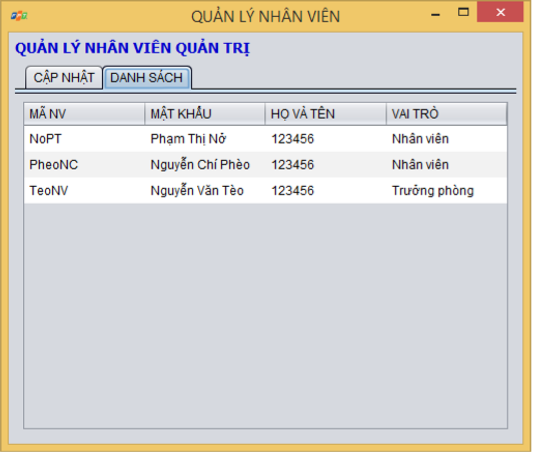 QUẢN LÝ NHÂN VIÊN
QUẢN LÝ NHÂN VIÊN QUẢN TRỊ
CẬP NHẬT DANH SÁCH
MÃ NV MẬT KHẨU HỌ VÀ TÊN VAI TRÒ
NoPT Phạm Thị Nở 123456 Nhân viên
PheoNC Nguyễn Chí Phèo 123456 Nhân viên
TeoNV Nguyễn Văn Tèo 123456 Trưởng phòng